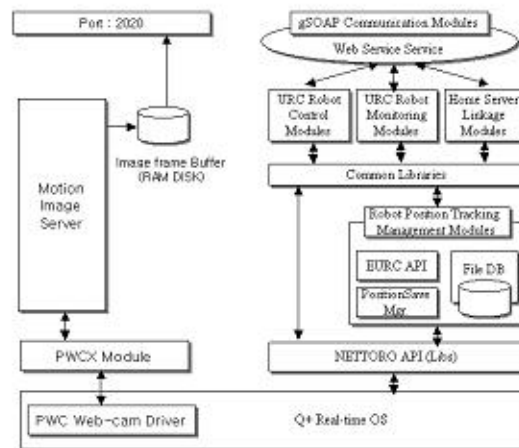 Port : 2020
Image frame Buffer
(RAM DISK)
Motion
Image
Server
PWCX Module
PWC Web-cam Driver
gSOAP Communication Modules
Web Service Service
URC Robot
Control
Modules
URC Robot
Monitoring
Modules
Home Server
Linkage
Modules
Common Libraries
Robot Position Tracking
Management Modules
EURC API
PositionSave
Mgr
File DB
NETTORO API (Libs)
Q+ Real-time OS